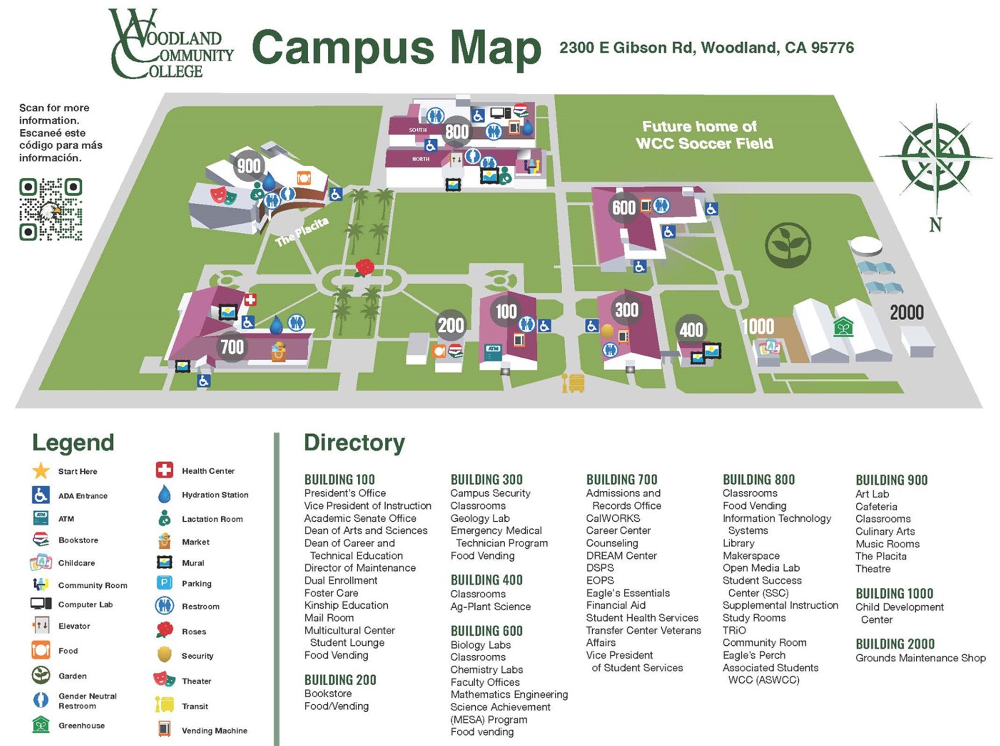 WOODLAND
COMMUNITY
COLLEGE
Campus Map
2300 E Gibson Rd, Woodland, CA 95776
Scan for more
information.
Escaneé este
código para más
información.
SOUTH
800
NORTH
Future home of
WCC Soccer Field
N
900
The Placita
600
700
200
100
ATM
300
400
1000
2000
Legend
Start Here
ADA Entrance
ATM
ATM
Bookstore
Childcare
Community Room
Computer Lab
Elevator
Food
Garden
Gender Neutral
Restroom
Greenhouse
Health Center
Hydration Station
Lactation Room
Market
Mural
P
Parking
Restroom
Roses
Security
Theater
Transit
Vending Machine
Directory
BUILDING 100
President's Office
Vice President of Instruction
Academic Senate Office
Dean of Arts and Sciences
Dean of Career and
Technical Education
Director of Maintenance
Dual Enrollment
Foster Care
Kinship Education
Mail Room
Multicultural Center
Student Lounge
Food Vending
BUILDING 200
Bookstore
Food/Vending
BUILDING 300
Campus Security
Classrooms
Geology Lab
Emergency Medical
Technician Program
Food Vending
BUILDING 400
Classrooms
Ag-Plant Science
BUILDING 600
Biology Labs
Classrooms
Chemistry Labs
Faculty Offices
Mathematics Engineering
Science Achievement
(MESA) Program
Food vending
BUILDING 700
Admissions and
Records Office
CalWORKS
Career Center
Counseling
DREAM Center
DSPS
EOPS
Eagle's Essentials
Financial Aid
Student Health Services
Transfer Center Veterans
Affairs
Vice President
of Student Services
BUILDING 800
Classrooms
Food Vending
Information Technology
Systems
Library
Makerspace
Open Media Lab
Student Success
Center (SSC)
Supplemental Instruction
Study Rooms
TRiO
Community Room
Eagle's Perch
Associated Students
WCC (ASWCC)
BUILDING 900
Art Lab
Cafeteria
Classrooms
Culinary Arts
Music Rooms
The Placita
Theatre
BUILDING 1000
Child Development
Center
BUILDING 2000
Grounds Maintenance Shop